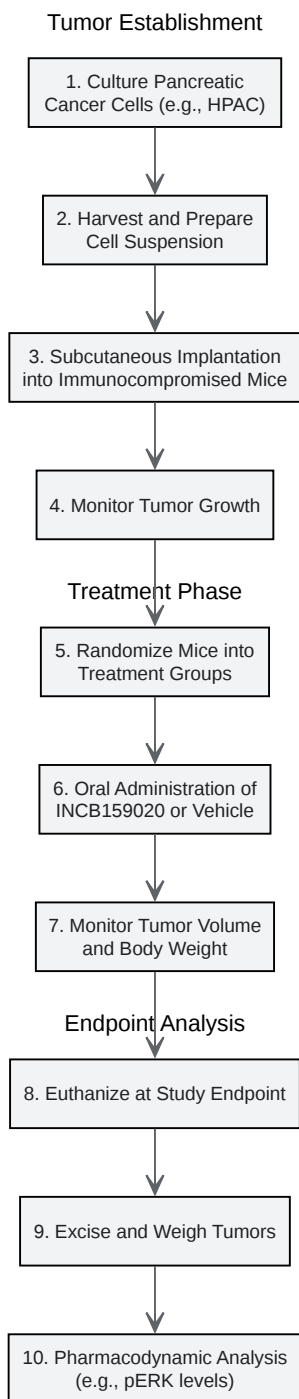 Tumor Establishment
1. Culture Pancreatic
Cancer Cells (e.g., HPAC)
2. Harvest and Prepare
Cell Suspension
3. Subcutaneous Implantation
into Immunocompromised Mice
4. Monitor Tumor Growth
Treatment Phase
5. Randomize Mice into
Treatment Groups
6. Oral Administration of
INCB159020 or Vehicle
7. Monitor Tumor Volume
and Body Weight
Endpoint Analysis
8. Euthanize at Study Endpoint
9. Excise and Weigh Tumors
10. Pharmacodynamic Analysis
(e.g., pERK levels)